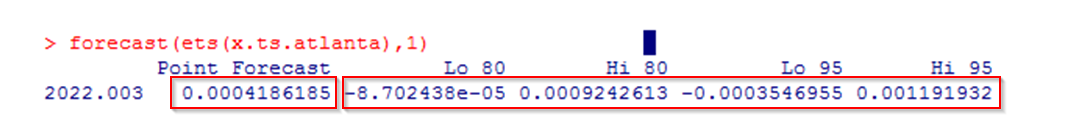 > forecast(ets(x.ts.atlanta),1)
Point Forecast Lo 80 Hi 80 Lo 95 Hi 95
2022.003 0.0004186185 -8.702438e-05 0.0009242613 -0.0003546955 0.001191932